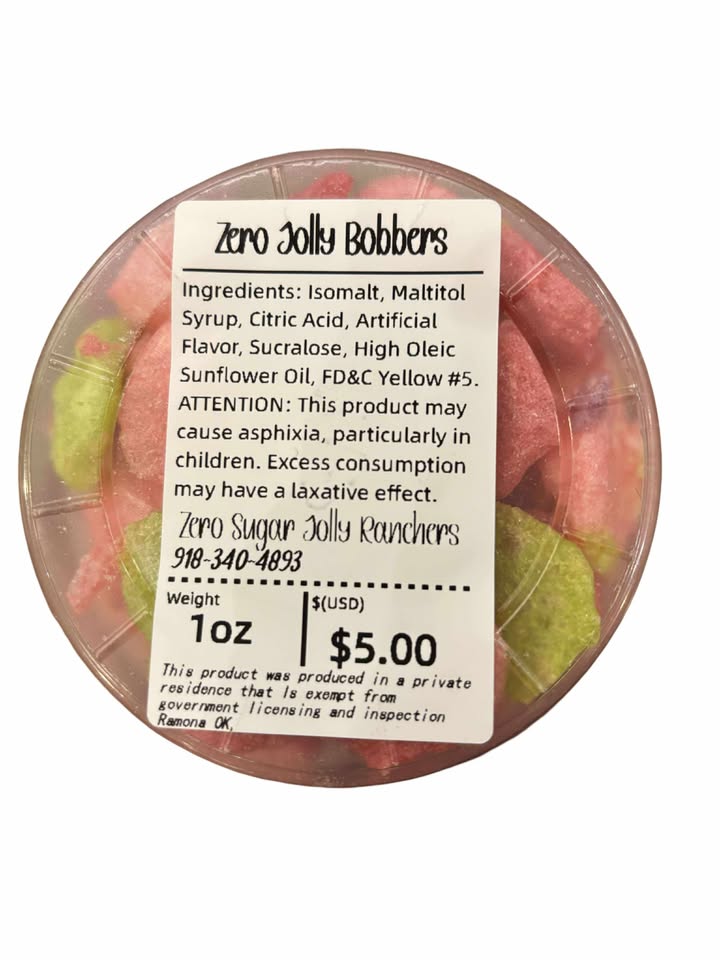 Zero Jolly Bobbers
Ingredients: Isomalt, Maltitol
Syrup, Citric Acid, Artificial
Flavor, Sucralose, High Oleic
Sunflower Oil, FD&C Yellow #5.
ATTENTION: This product may
cause asphixia, particularly in
children. Excess consumption
may have a laxative effect.
Zero Sugar Jolly Ranchers
918-340-4893
Weight
1oz
$(USD)
$5.00
This product was produced in a private
residence that is exempt from
government licensing and inspection
Ramona OK,